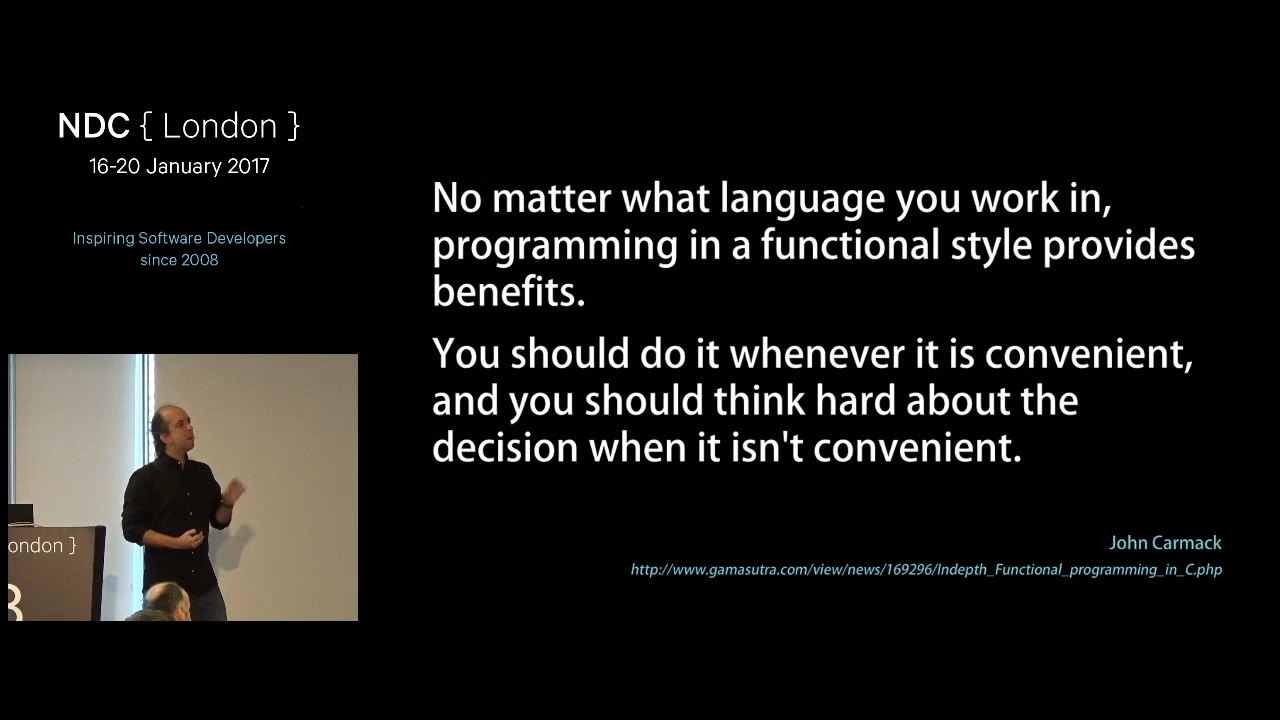 NDC { London }
16-20 January 2017
Inspiring Software Developers
since 2008
No matter what language you work in,
programming in a functional style provides
benefits.
You should do it whenever it is convenient,
and you should think hard about the
decision when it isn't convenient.
John Carmack
http://www.gamasutra.com/view/news/169296/Indepth_Functional_programming_in_C.php
ondon }